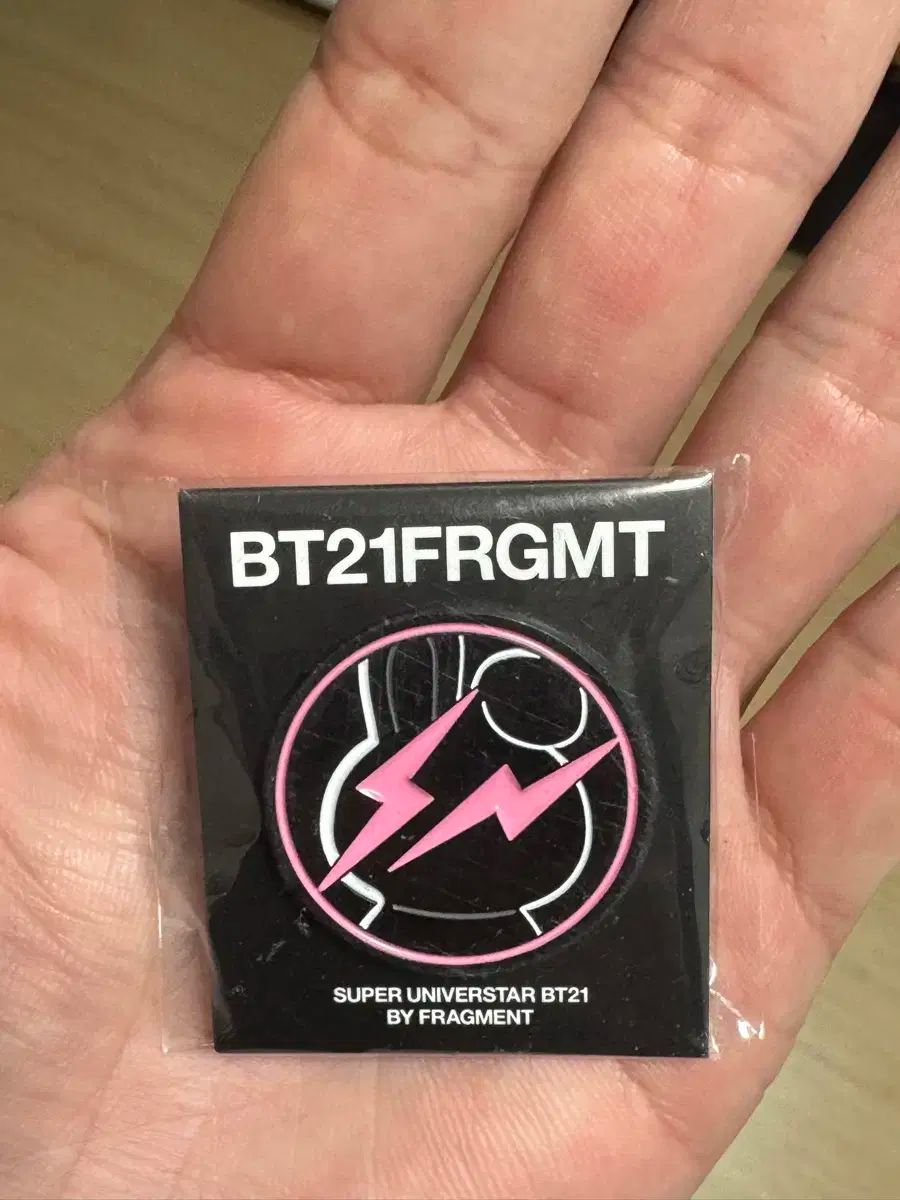 BT21FRGMT
SUPER UNIVERSTAR BT21
BY FRAGMENT